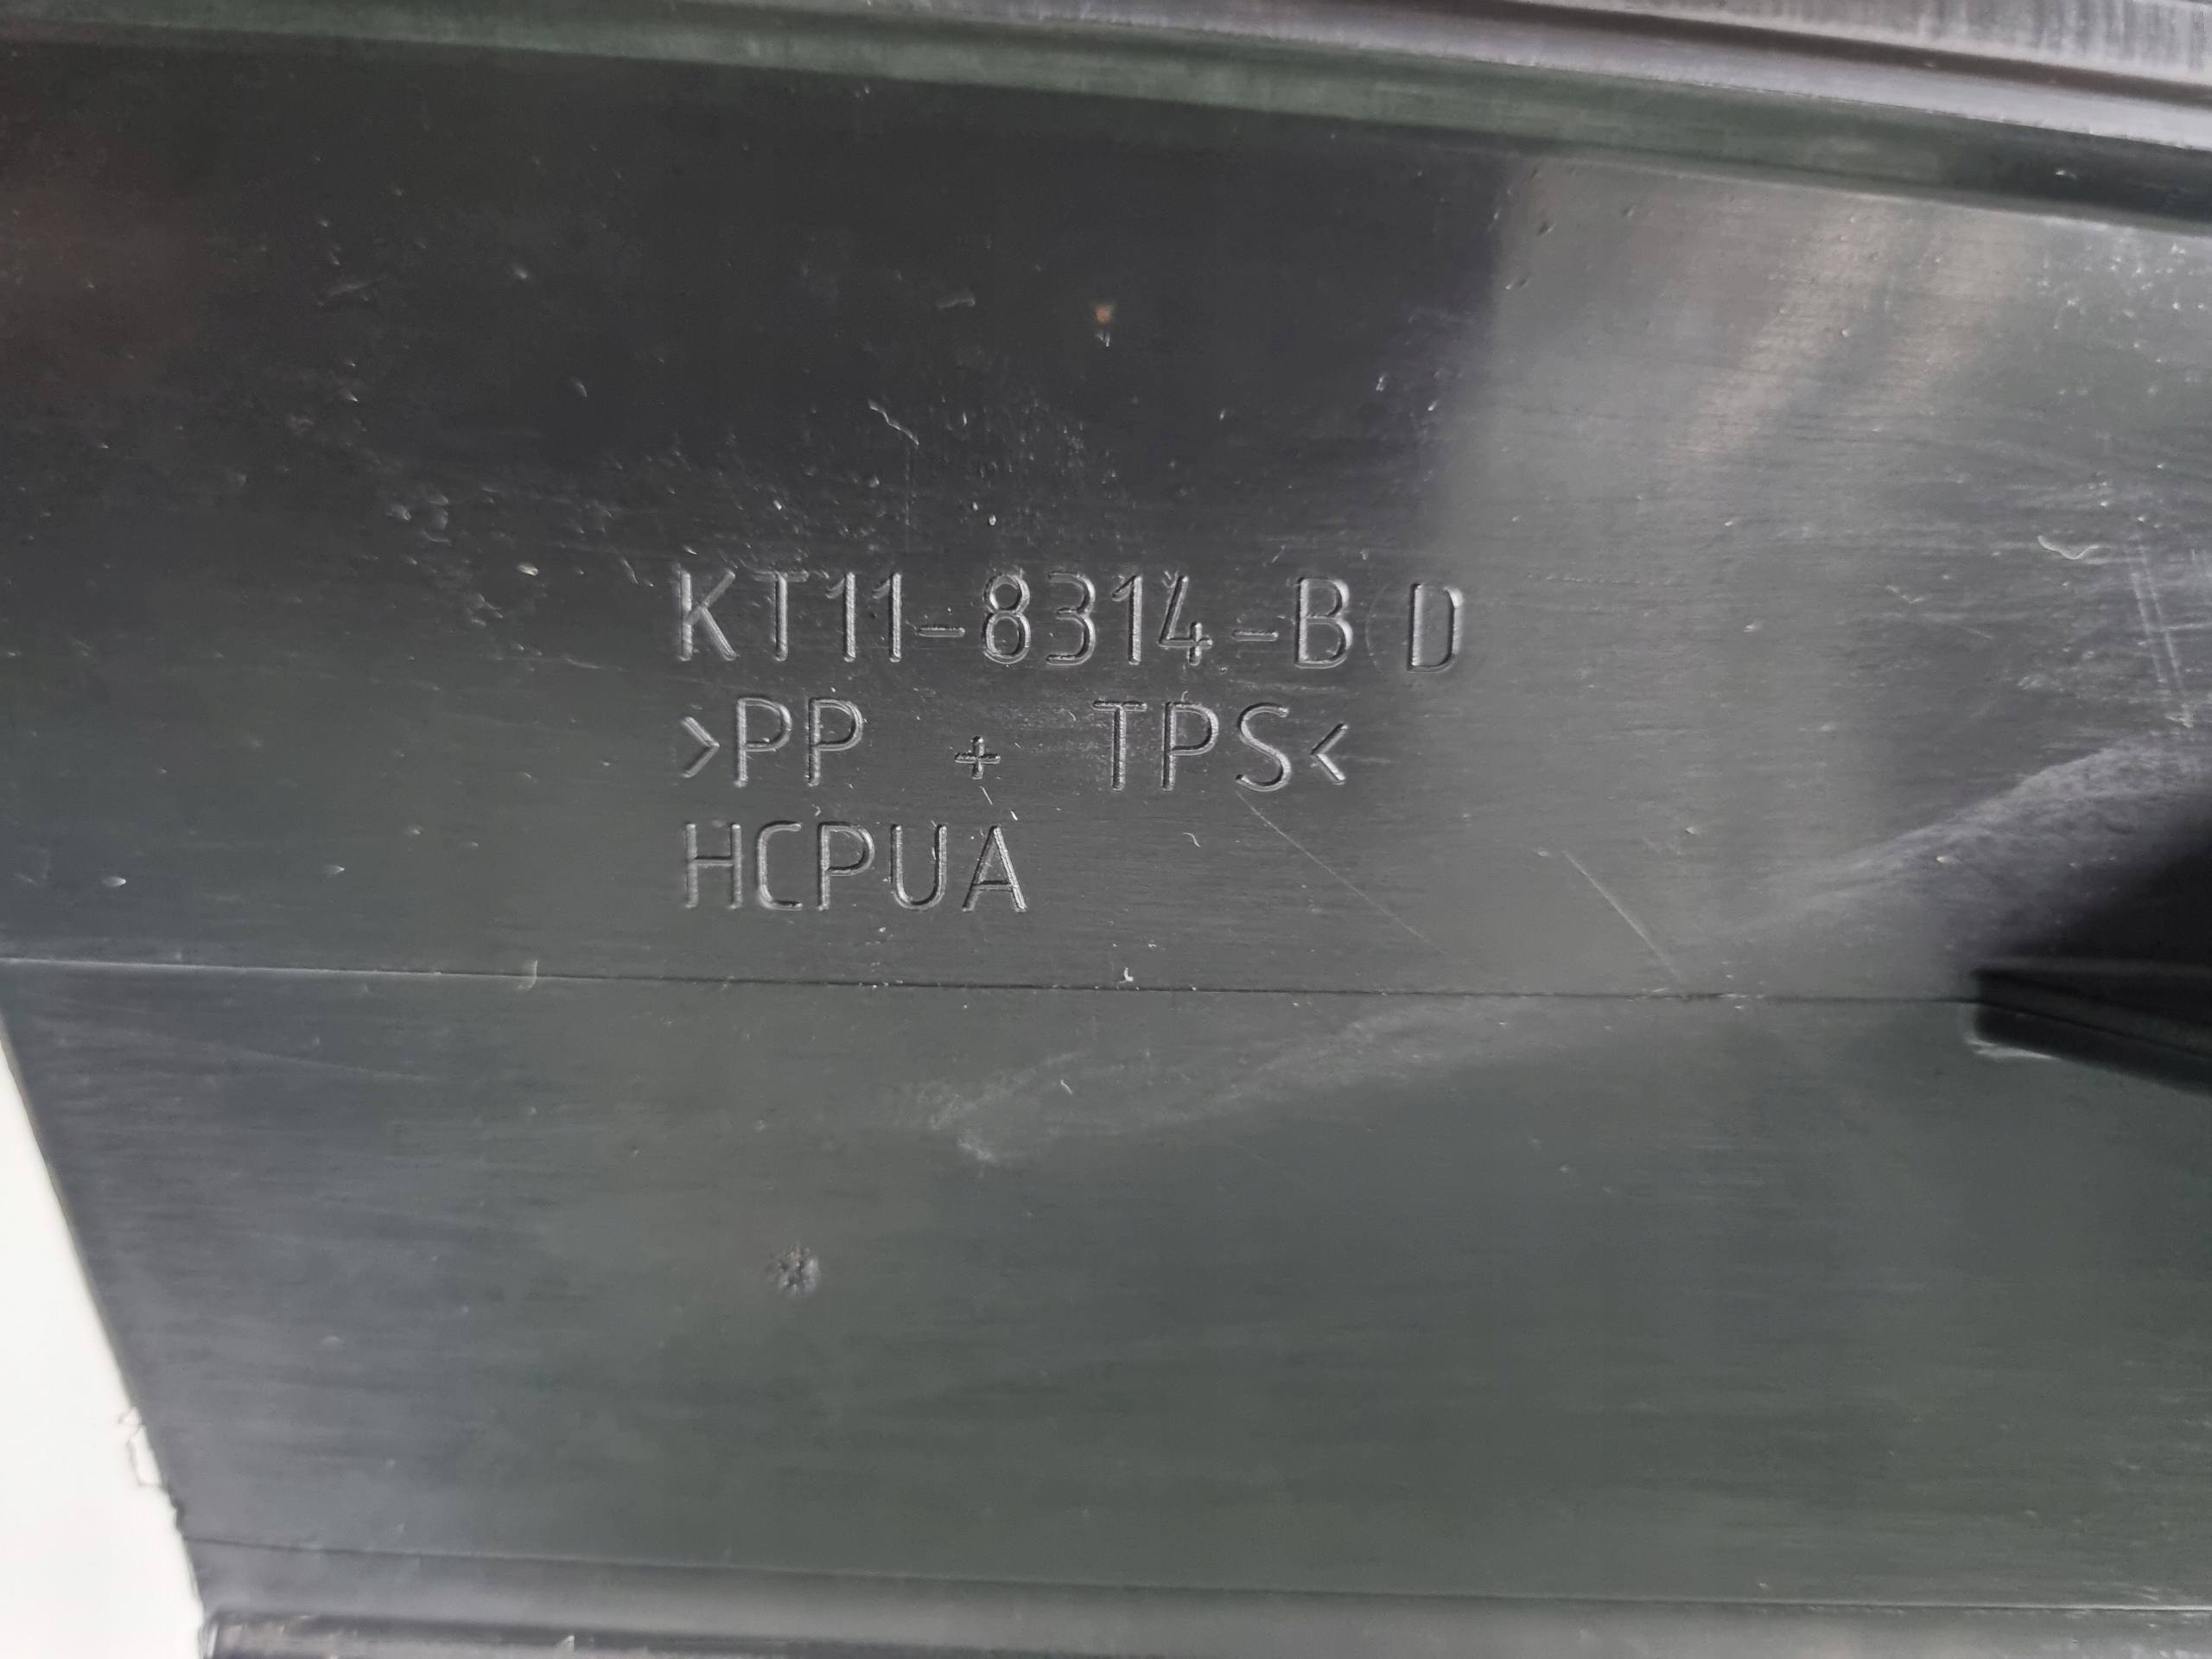 KT11-8314-B D
>PP + TPS<
HCPUA